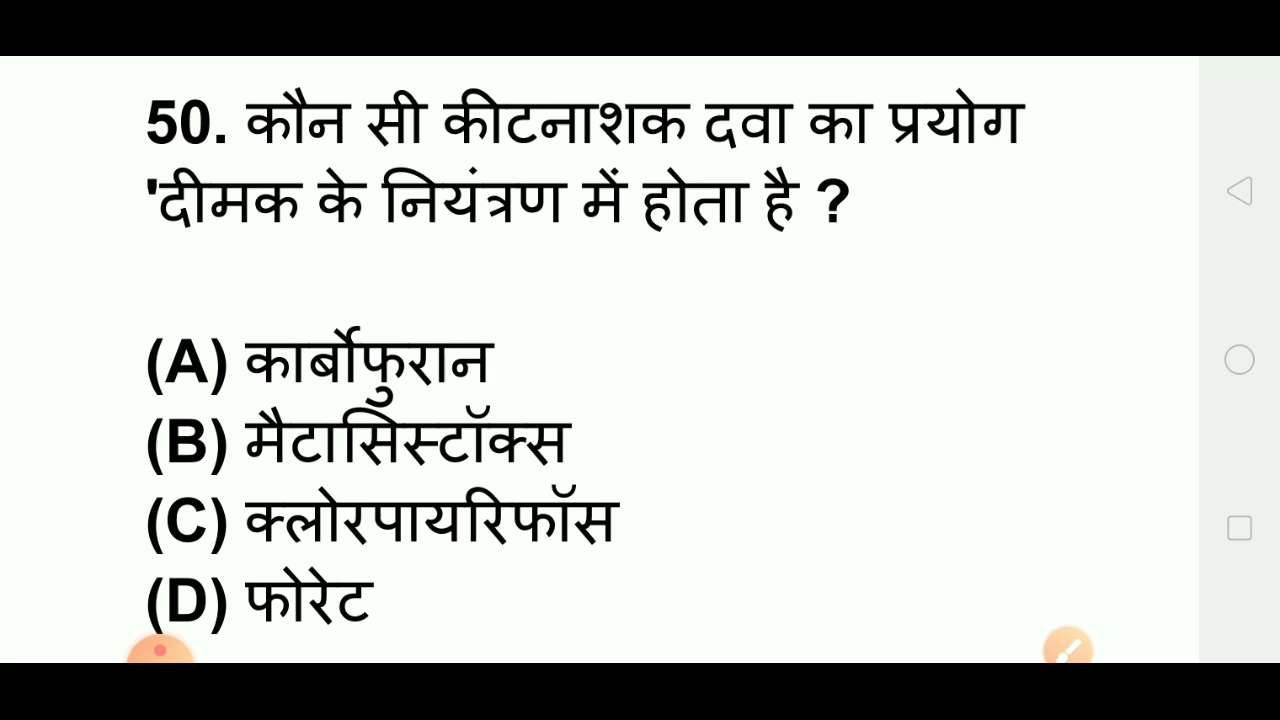 50. कौन सी कीटनाशक दवा का प्रयोग
'दीमक के नियंत्रण में होता है ?
(A) कार्बोफुरान
(B) मैटासिस्टॉक्स
(C) क्लोरपायरिफॉस
(D) फोरेट